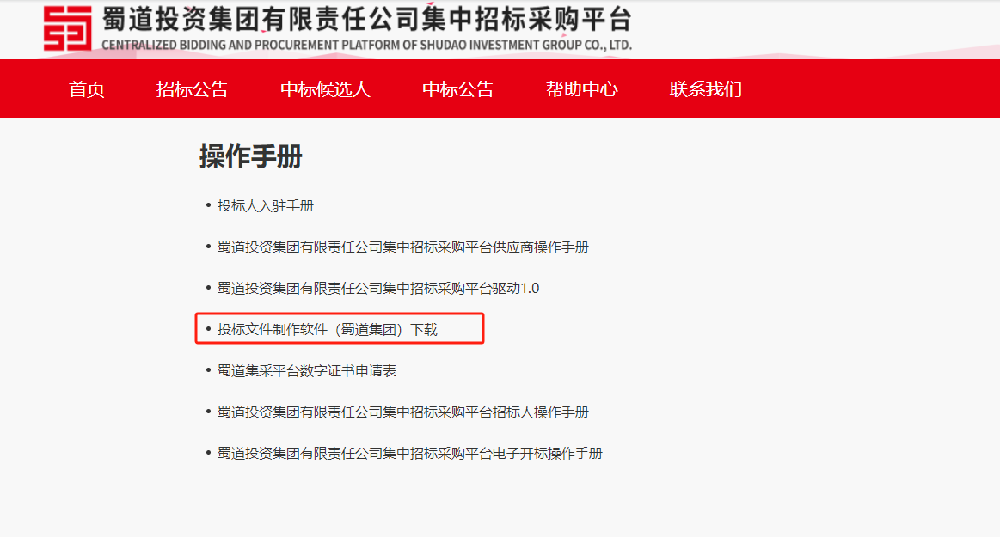 蜀道投资集团有限责任公司集中招标采购平台
CENTRALIZED BIDDING AND PROCUREMENT PLATFORM OF SHUDAO INVESTMENT GROUP CO., LTD.
首页 招标公告 中标候选人 中标公告 帮助中心 联系我们
操作手册
• 投标人入驻手册
• 蜀道投资集团有限责任公司集中招标采购平台供应商操作手册
• 蜀道投资集团有限责任公司集中招标采购平台驱动1.0
• 投标文件制作软件（蜀道集团）下载
• 蜀道集采平台数字证书申请表
• 蜀道投资集团有限责任公司集中招标采购平台招标人操作手册
• 蜀道投资集团有限责任公司集中招标采购平台电子开标操作手册